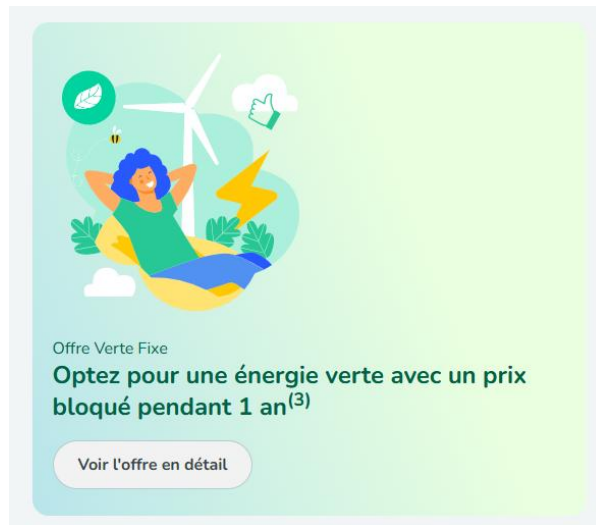 Offre Verte Fixe
Optez pour une énergie verte avec un prix
bloqué pendant 1 an(3)
Voir l'offre en détail